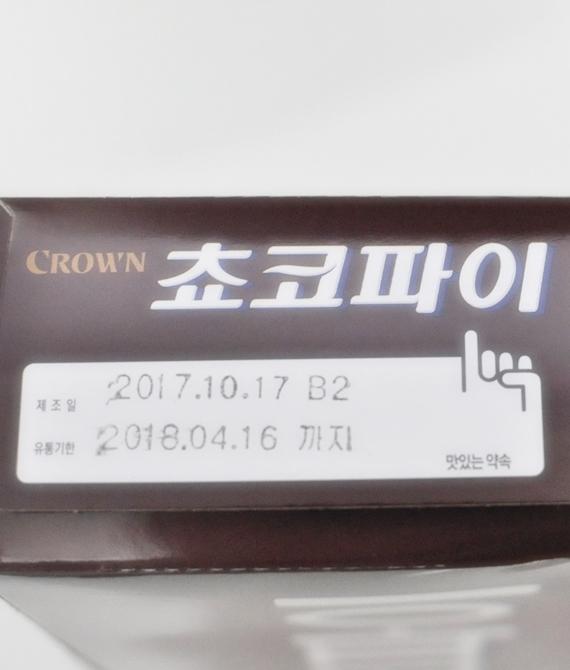 CROWN 쵸코파이
제조일 2017.10.17 B2
유통기한 2018.04.16 까지
맛있는 약속